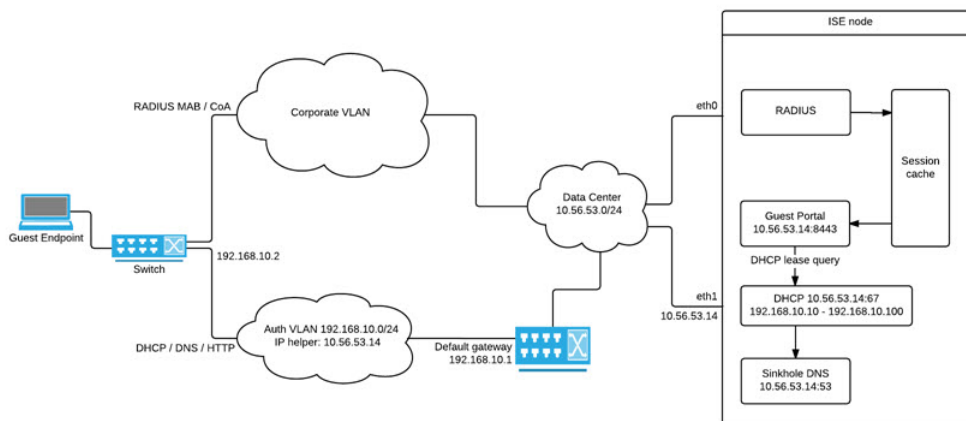 ISE node
RADIUS MAB / CoA
Corporate VLAN
eth0
RADIUS
Session
cache
Data Center
10.56.53.0/24
Guest Endpoint
Switch
192.168.10.2
Guest Portal
10.56.53.14:8443
DHCP lease query
eth1
10.56.53.14
DHCP 10.56.53.14:67
192.168.10.10 - 192.168.10.100
Auth VLAN 192.168.10.0/24
IP helper: 10.56.53.14
DHCP / DNS / HTTP
Default gateway
192.168.10.1
Sinkhole DNS
10.56.53.14:53